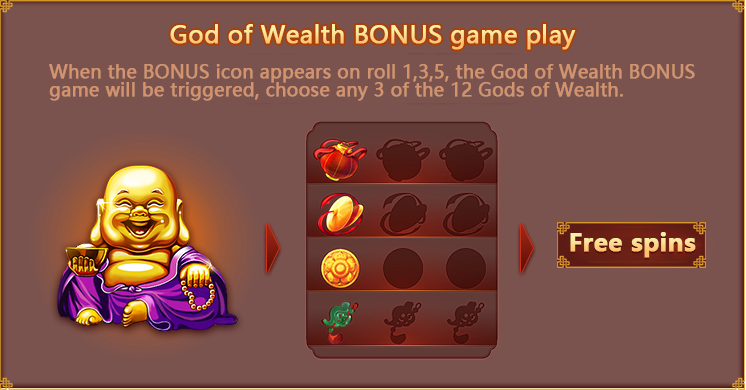 God of Wealth BONUS game play
When the BONUS icon appears on roll 1,3,5, the God of Wealth BONUS
game will be triggered, choose any 3 of the 12 Gods of Wealth.
Free spins